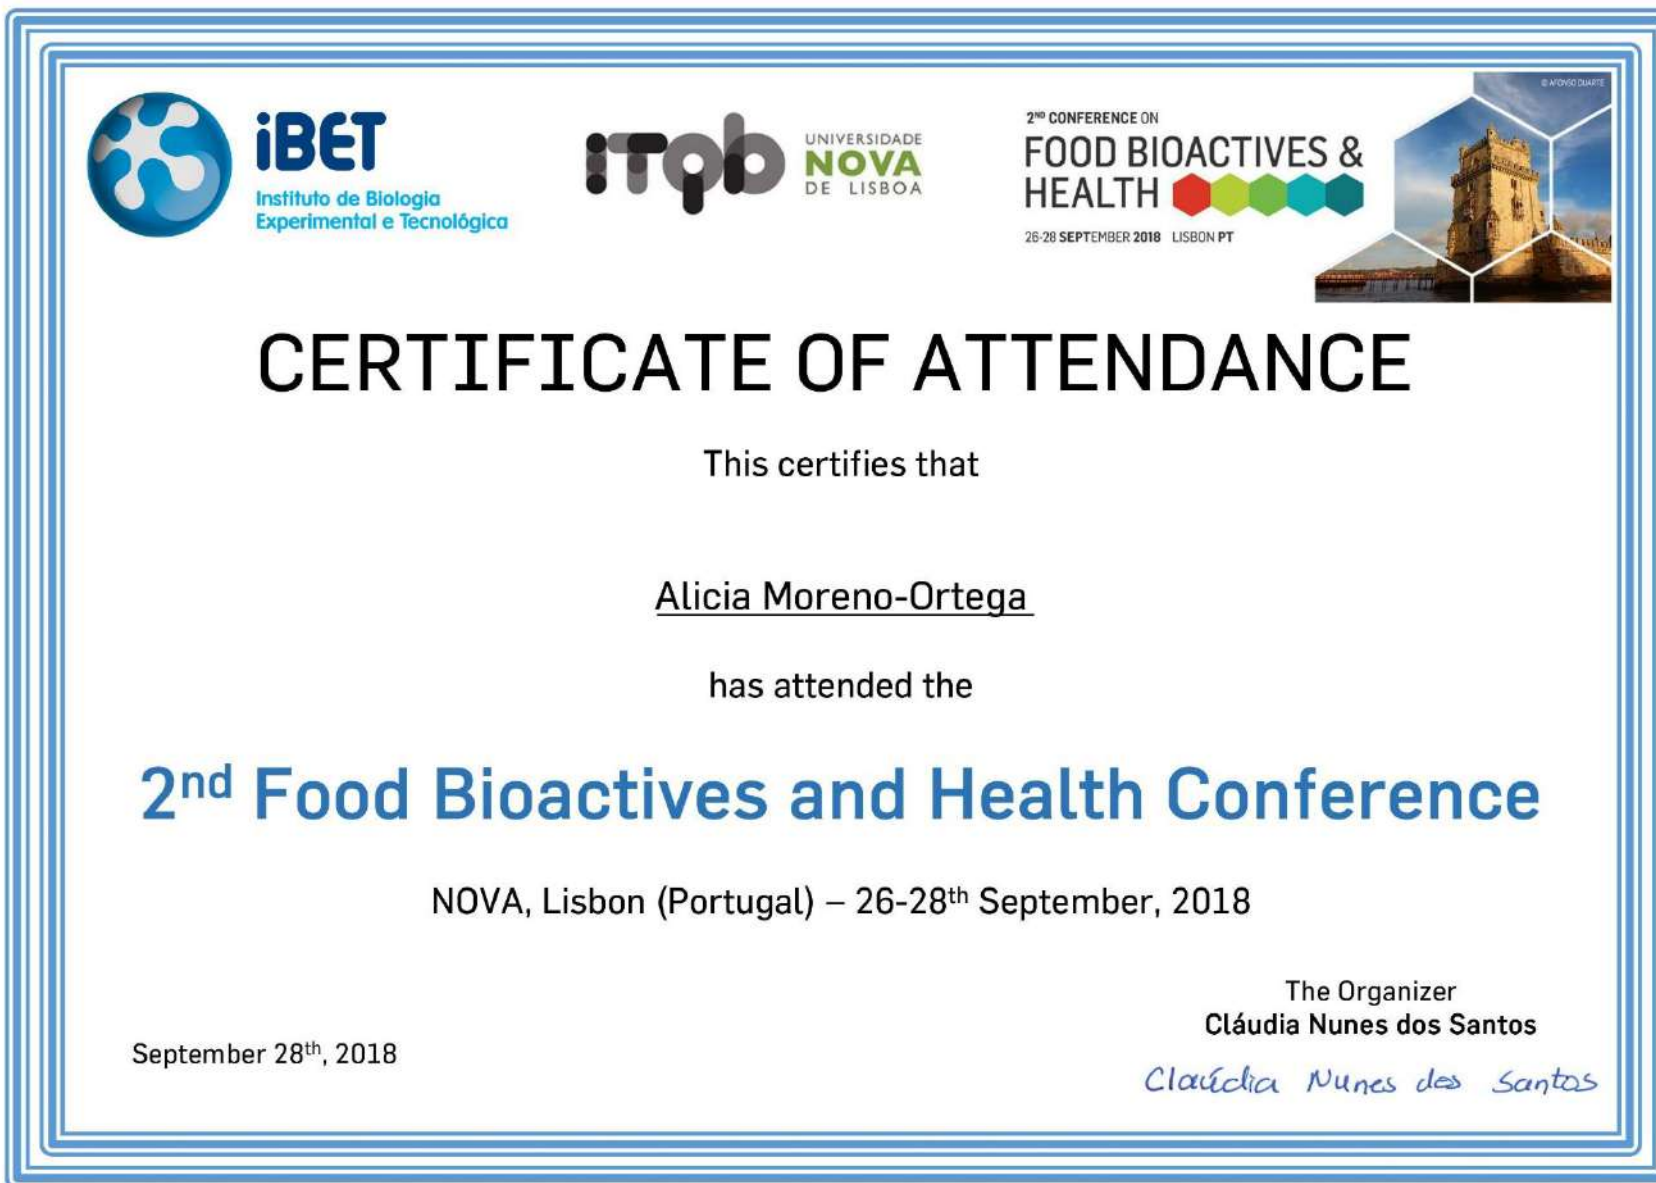 iBET
Instituto de Biologia
Experimental e Tecnológica
iTqb
UNIVERSIDADE
NOVA
DE LISBOA
2ND CONFERENCE ON
FOOD BIOACTIVES &
HEALTH
26-28 SEPTEMBER 2018 LISBON PT
© AFONSO DUARTE
CERTIFICATE OF ATTENDANCE
This certifies that
Alicia Moreno-Ortega
has attended the
2nd Food Bioactives and Health Conference
NOVA, Lisbon (Portugal) – 26-28th September, 2018
The Organizer
Cláudia Nunes dos Santos
September 28th, 2018
Claúdia Nunes dos Santos